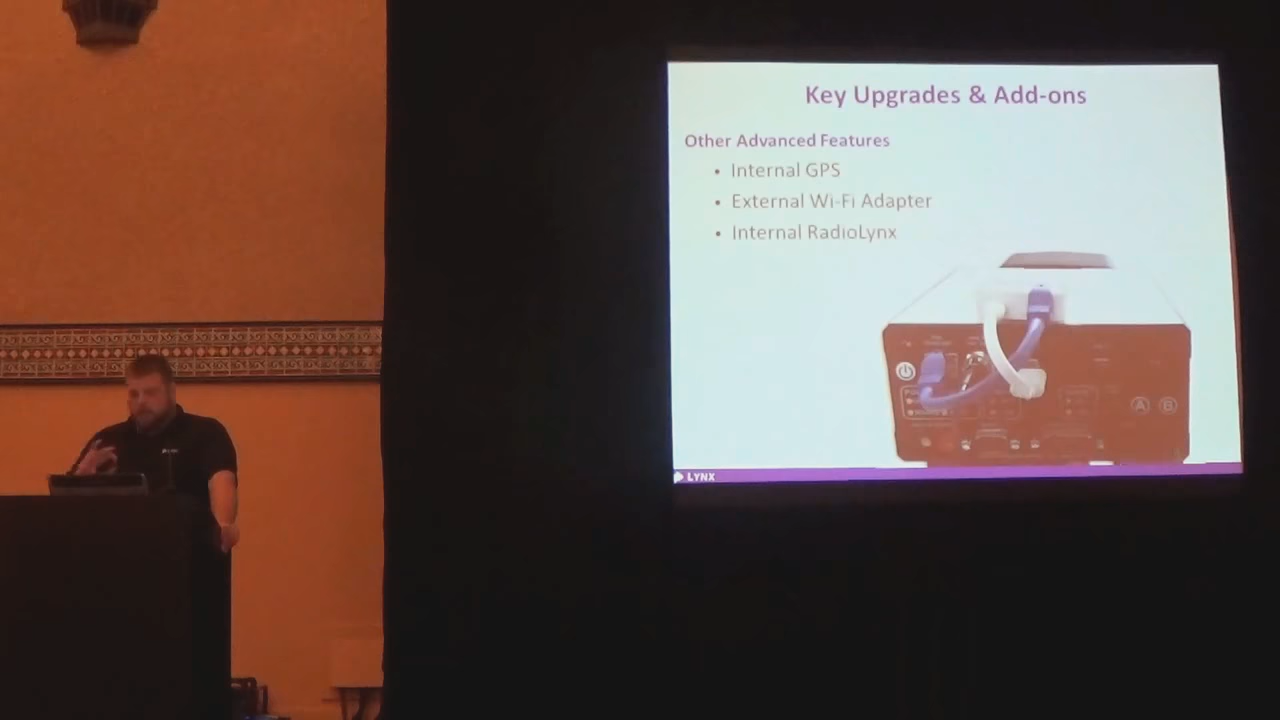 Key Upgrades & Add-ons
Other Advanced Features
• Internal GPS
• External Wi-Fi Adapter
• Internal RadioLynx
A B
LYNX